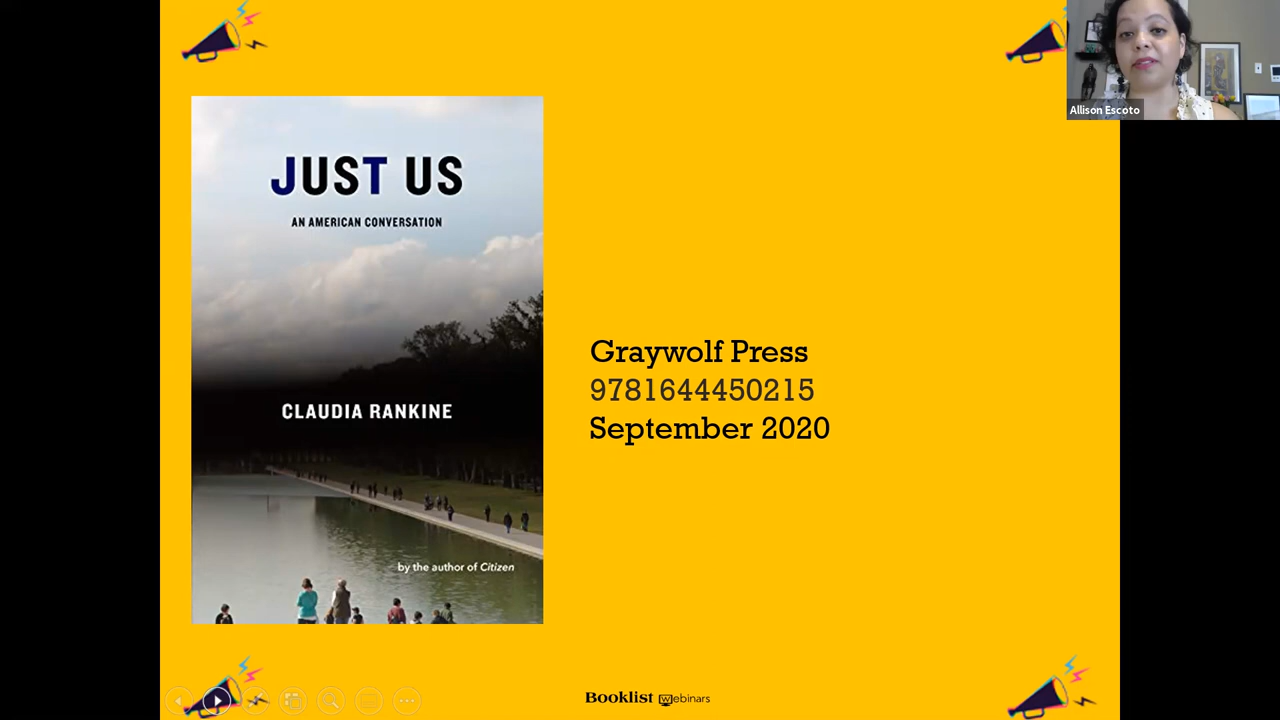 JUST US
AN AMERICAN CONVERSATION
CLAUDIA RANKINE
by the author of Citizen
Graywolf Press
9781644450215
September 2020
Allison Escoto
Booklist Webinars